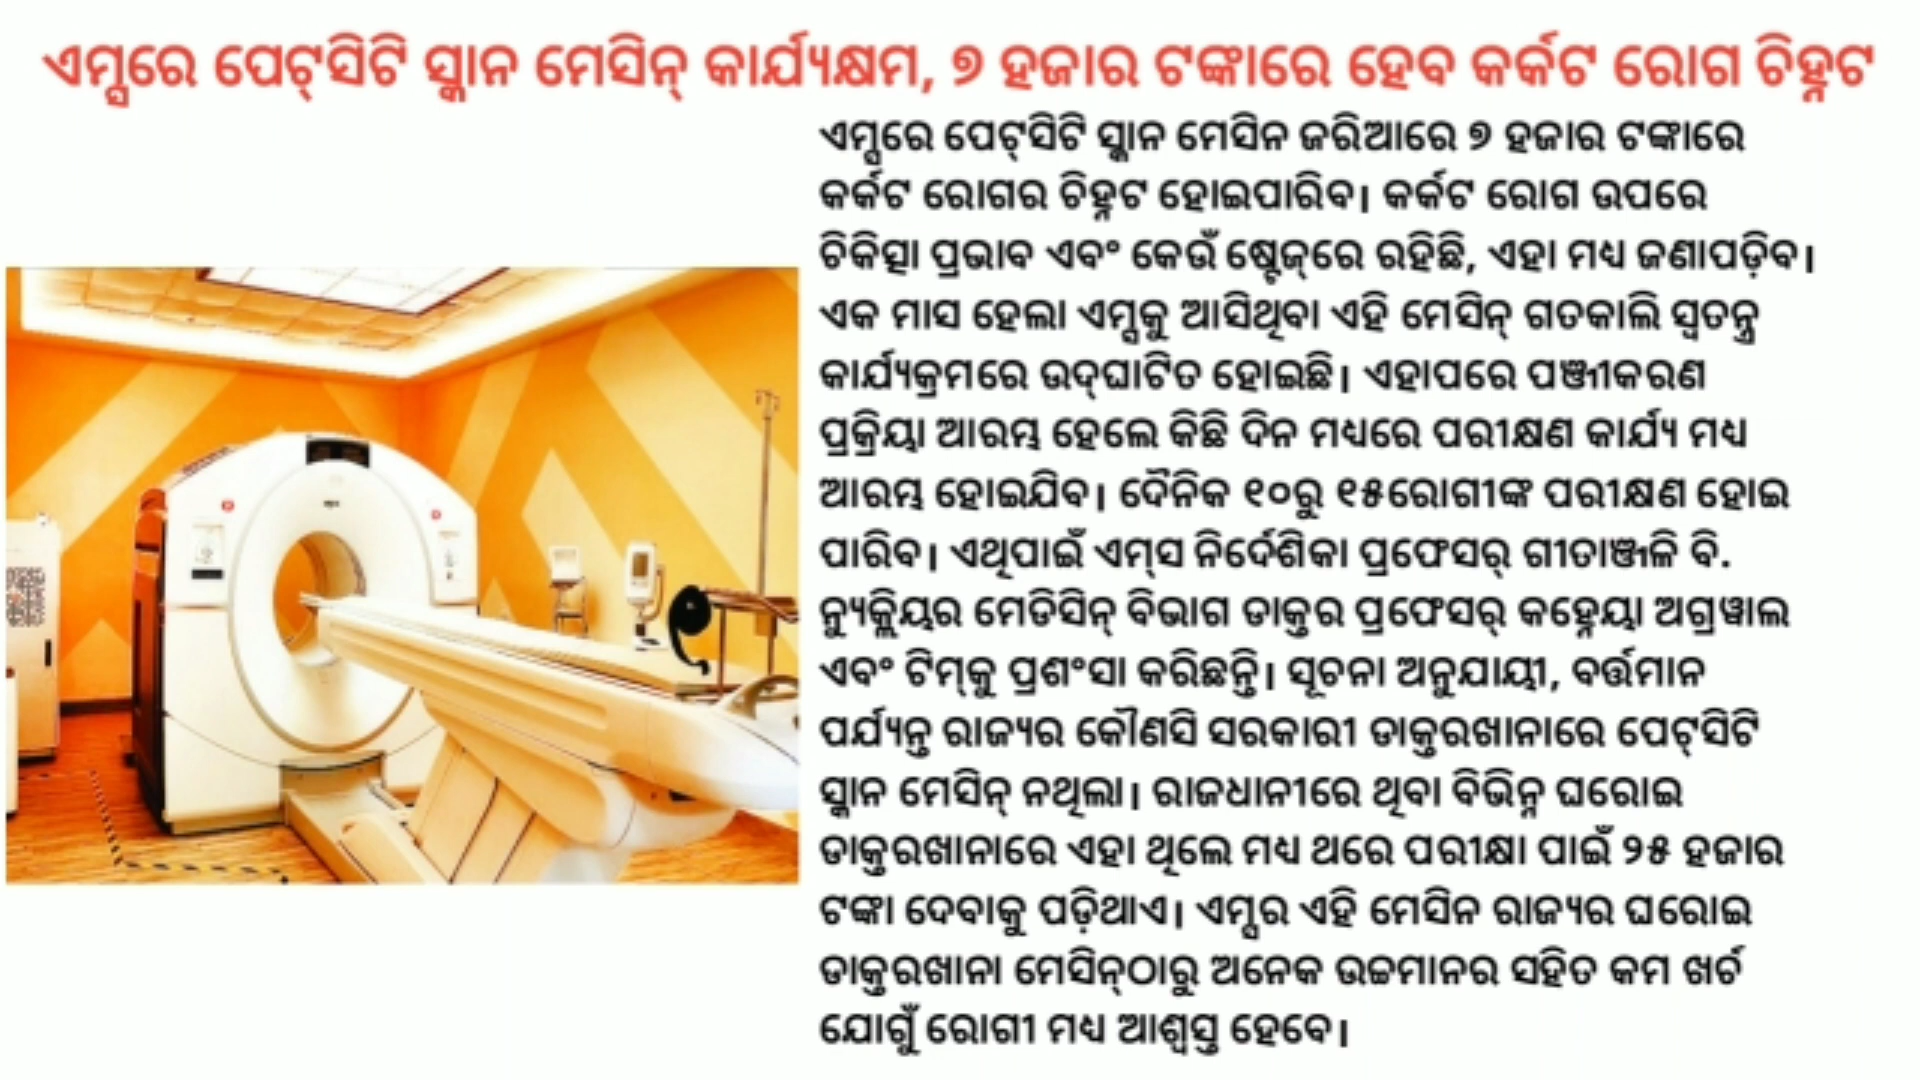 ଏମ୍ସରେ ପେଟ୍‌ସିଟି ସ୍କାନ ମେସିନ୍ କାର୍ଯ୍ୟକ୍ଷମ, ୭ ହଜାର ଟଙ୍କାରେ ହେବ କର୍କଟ ରୋଗ ଚିହ୍ନଟ
ଏମ୍ସରେ ପେଟ୍‌ସିଟି ସ୍କାନ ମେସିନ ଜରିଆରେ ୭ ହଜାର ଟଙ୍କାରେ
କର୍କଟ ରୋଗର ଚିହ୍ନଟ ହୋଇପାରିବ। କର୍କଟ ରୋଗ ଉପରେ
ଚିକିତ୍ସା ପ୍ରଭାବ ଏବଂ କେଉଁ ଷ୍ଟେଜ୍‌ରେ ରହିଛି, ଏହା ମଧ୍ୟ ଜଣାପଡ଼ିବ।
ଏକ ମାସ ହେଲା ଏମ୍ସକୁ ଆସିଥିବା ଏହି ମେସିନ୍ ଗତକାଲି ସ୍ୱତନ୍ତ୍ର
କାର୍ଯ୍ୟକ୍ରମରେ ଉଦ୍‌ଘାଟିତ ହୋଇଛି। ଏହାପରେ ପଞ୍ଜୀକରଣ
ପ୍ରକ୍ରିୟା ଆରମ୍ଭ ହେଲେ କିଛି ଦିନ ମଧ୍ୟରେ ପରୀକ୍ଷଣ କାର୍ଯ୍ୟ ମଧ୍ୟ
ଆରମ୍ଭ ହୋଇଯିବ। ଦୈନିକ ୧୦ରୁ ୧୫ରୋଗୀଙ୍କ ପରୀକ୍ଷଣ ହୋଇ
ପାରିବ। ଏଥିପାଇଁ ଏମ୍‌ସ ନିର୍ଦେଶିକା ପ୍ରଫେସର୍ ଗୀତାଞ୍ଜଳି ବି.
ନ୍ୟୁକ୍ଲିୟର ମେଡିସିନ୍ ବିଭାଗ ଡାକ୍ତର ପ୍ରଫେସର୍ କହ୍ନେୟା ଅଗ୍ରୱାଲ
ଏବଂ ଟିମ୍‌କୁ ପ୍ରଶଂସା କରିଛନ୍ତି। ସୂଚନା ଅନୁଯାୟୀ, ବର୍ତ୍ତମାନ
ପର୍ଯ୍ୟନ୍ତ ରାଜ୍ୟର କୌଣସି ସରକାରୀ ଡାକ୍ତରଖାନାରେ ପେଟ୍‌ସିଟି
ସ୍କାନ ମେସିନ୍ ନଥିଲା। ରାଜଧାନୀରେ ଥିବା ବିଭିନ୍ନ ଘରୋଇ
ଡାକ୍ତରଖାନାରେ ଏହା ଥିଲେ ମଧ୍ୟ ଥରେ ପରୀକ୍ଷା ପାଇଁ ୨୫ ହଜାର
ଟଙ୍କା ଦେବାକୁ ପଡ଼ିଥାଏ। ଏମ୍ସର ଏହି ମେସିନ ରାଜ୍ୟର ଘରୋଇ
ଡାକ୍ତରଖାନା ମେସିନ୍‌ଠାରୁ ଅନେକ ଉଚ୍ଚମାନର ସହିତ କମ ଖର୍ଚ
ଯୋଗୁଁ ରୋଗୀ ମଧ୍ୟ ଆଶ୍ୱସ୍ତ ହେବେ।